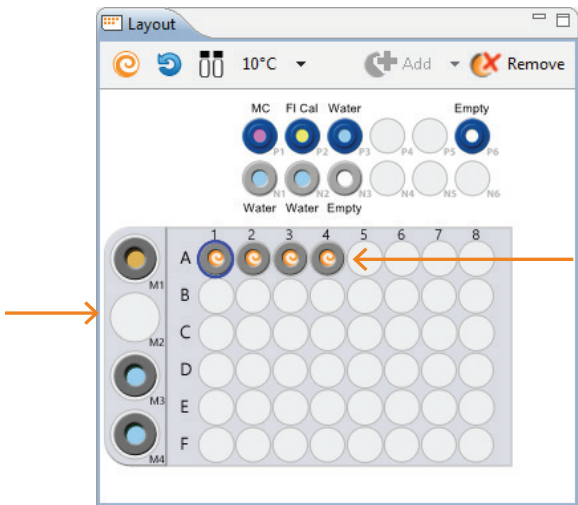 Layout
10°C Add Remove
MC FI Cal Water Empty
P1 P2 P3 P4 P5 P6
N1 N2 N3 N4 N5 N6
Water Water Empty
1 2 3 4 5 6 7 8
A
M1
B
C
M2
D
M3
E
F
M4